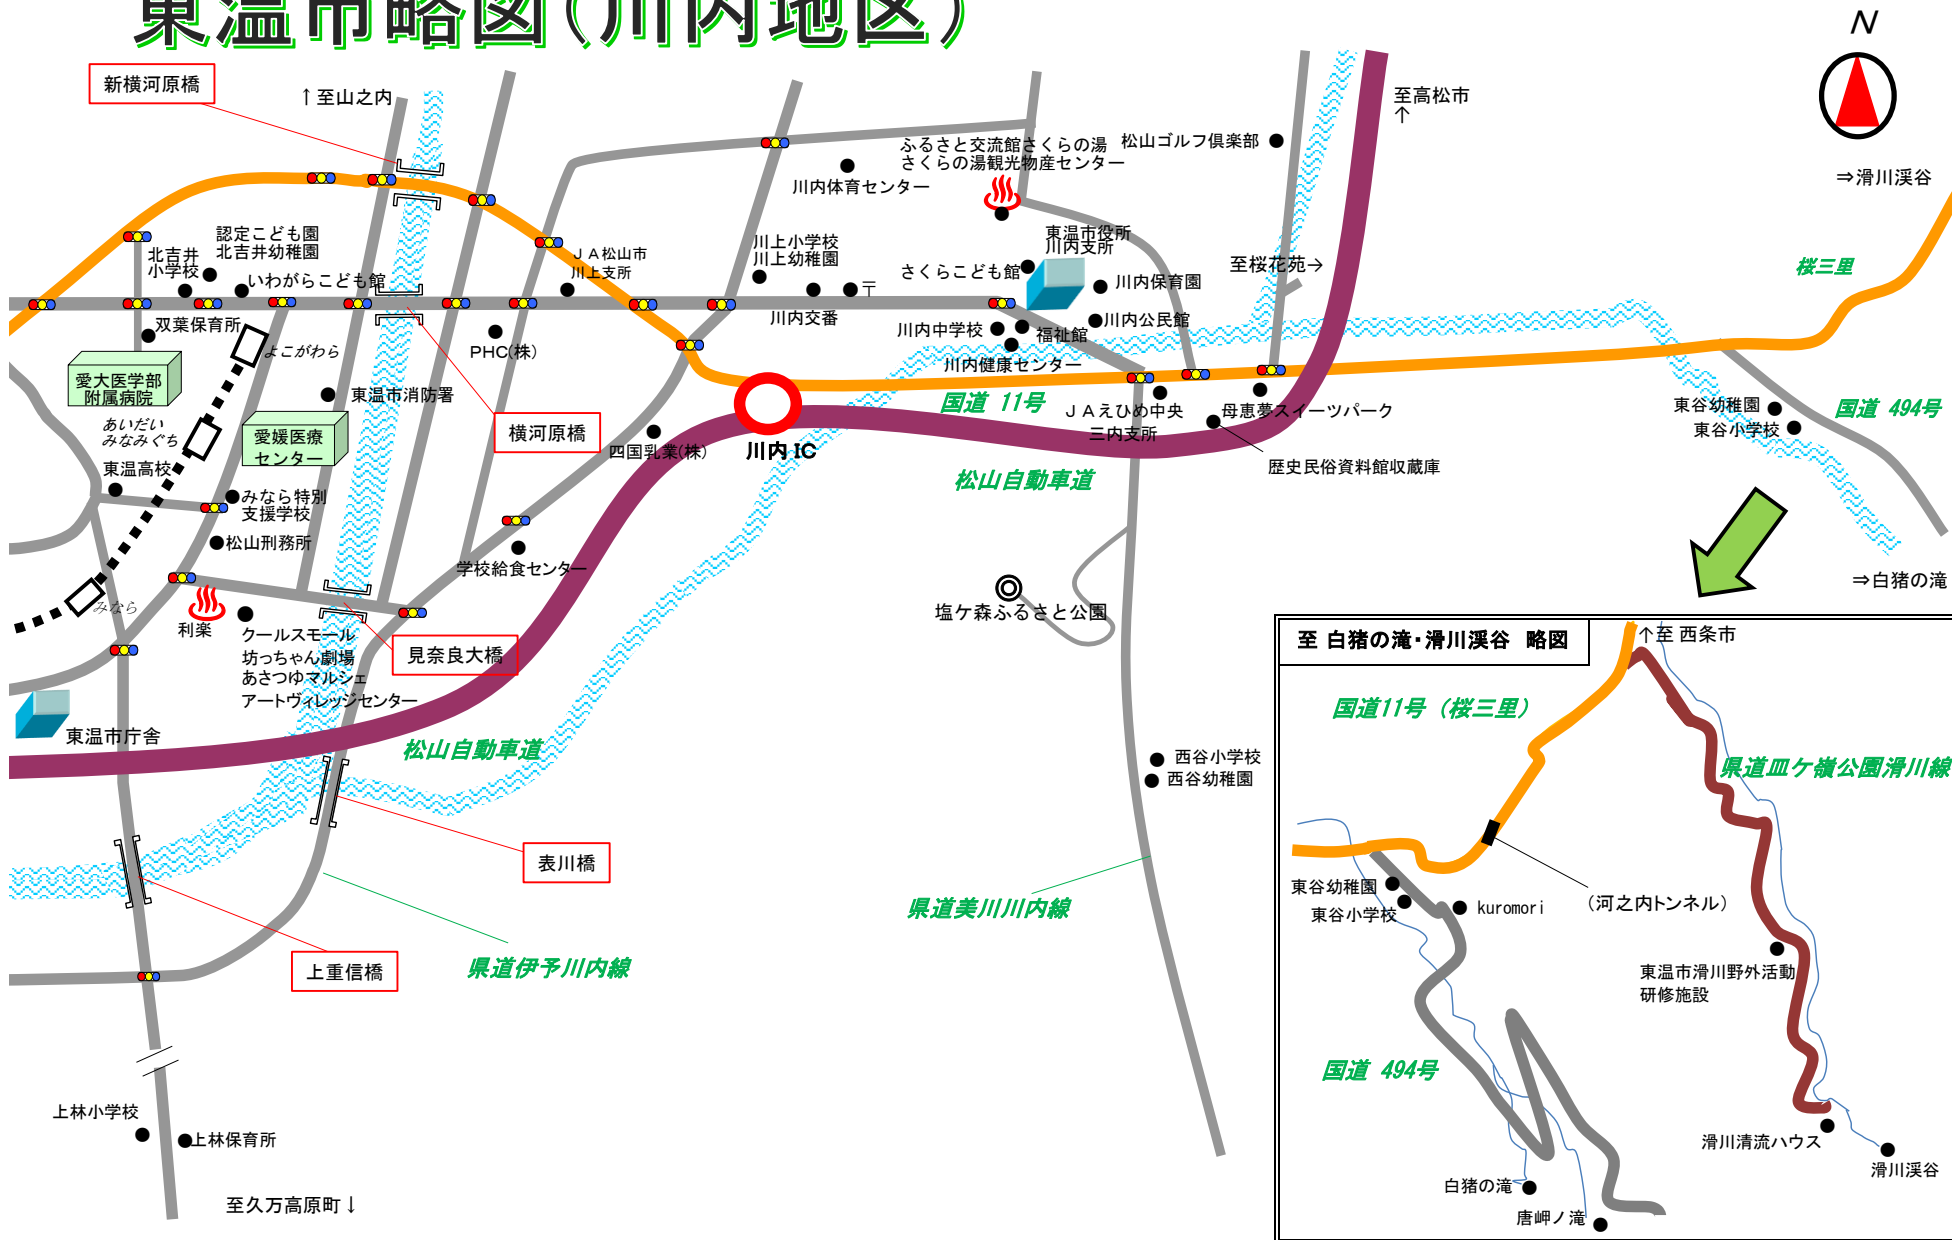 東温市略図（川内地区）
N
新横河原橋
↑至山之内
至高松市
↑
ふるさと交流館さくらの湯
さくらの湯観光物産センター
松山ゴルフ倶楽部
川内体育センター
⇒滑川渓谷
認定こども園
北吉井幼稚園
北吉井
小学校
いわがらこども館
ＪＡ松山市
川上支所
川上小学校
川上幼稚園
〒
川内交番
東温市役所
川内支所
さくらこども館
川内保育園
至桜花苑→
桜三里
双葉保育所
よこがわら
PHC(株)
川内中学校
福祉館
川内公民館
川内健康センター
愛大医学部
附属病院
東温市消防署
あいだい
みなみぐち
愛媛医療
センター
横河原橋
四国乳業(株)
川内 IC
国道 11号
ＪＡえひめ中央
三内支所
母恵夢スイーツパーク
東谷幼稚園
東谷小学校
国道 494号
歴史民俗資料館収蔵庫
松山自動車道
東温高校
みなら特別
支援学校
松山刑務所
学校給食センター
みなら
利楽
クールスモール
坊っちゃん劇場
あさつゆマルシェ
アートヴィレッジセンター
見奈良大橋
塩ケ森ふるさと公園
⇒白猪の滝
東温市庁舎
松山自動車道
西谷小学校
西谷幼稚園
表川橋
県道美川川内線
上重信橋
県道伊予川内線
上林小学校
上林保育所
至久万高原町↓
至 白猪の滝・滑川渓谷 略図
↑至 西条市
国道11号（桜三里）
県道皿ケ嶺公園滑川線
東谷幼稚園
東谷小学校
kuromori
（河之内トンネル）
東温市滑川野外活動
研修施設
国道 494号
滑川清流ハウス
滑川渓谷
白猪の滝
唐岬ノ滝